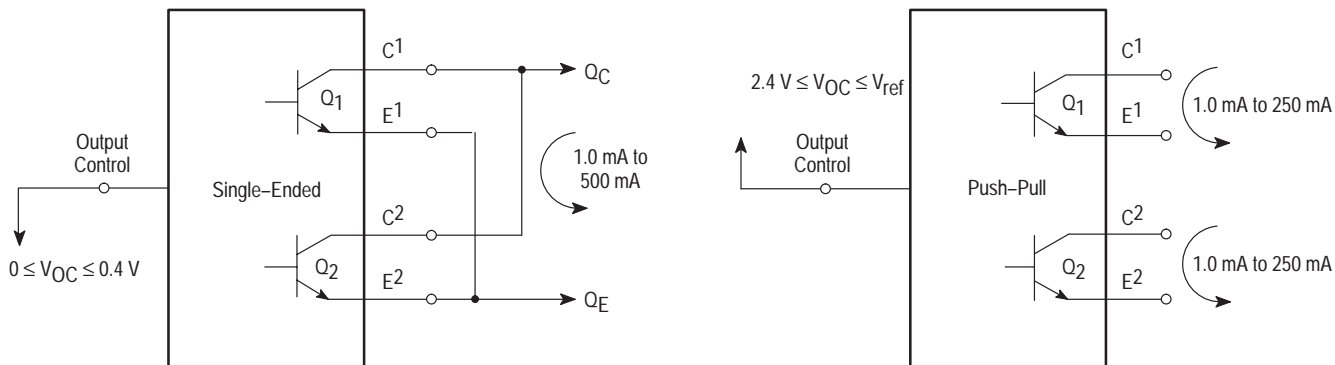 C1
QC
Q1
E1
Output
Control
1.0 mA to
500 mA
Single–Ended
C2
Q2
0 ≤ VOC ≤ 0.4 V
E2
QE
2.4 V ≤ VOC ≤ Vref
C1
Q1
1.0 mA to 250 mA
E1
Output
Control
Push–Pull
C2
Q2
1.0 mA to 250 mA
E2